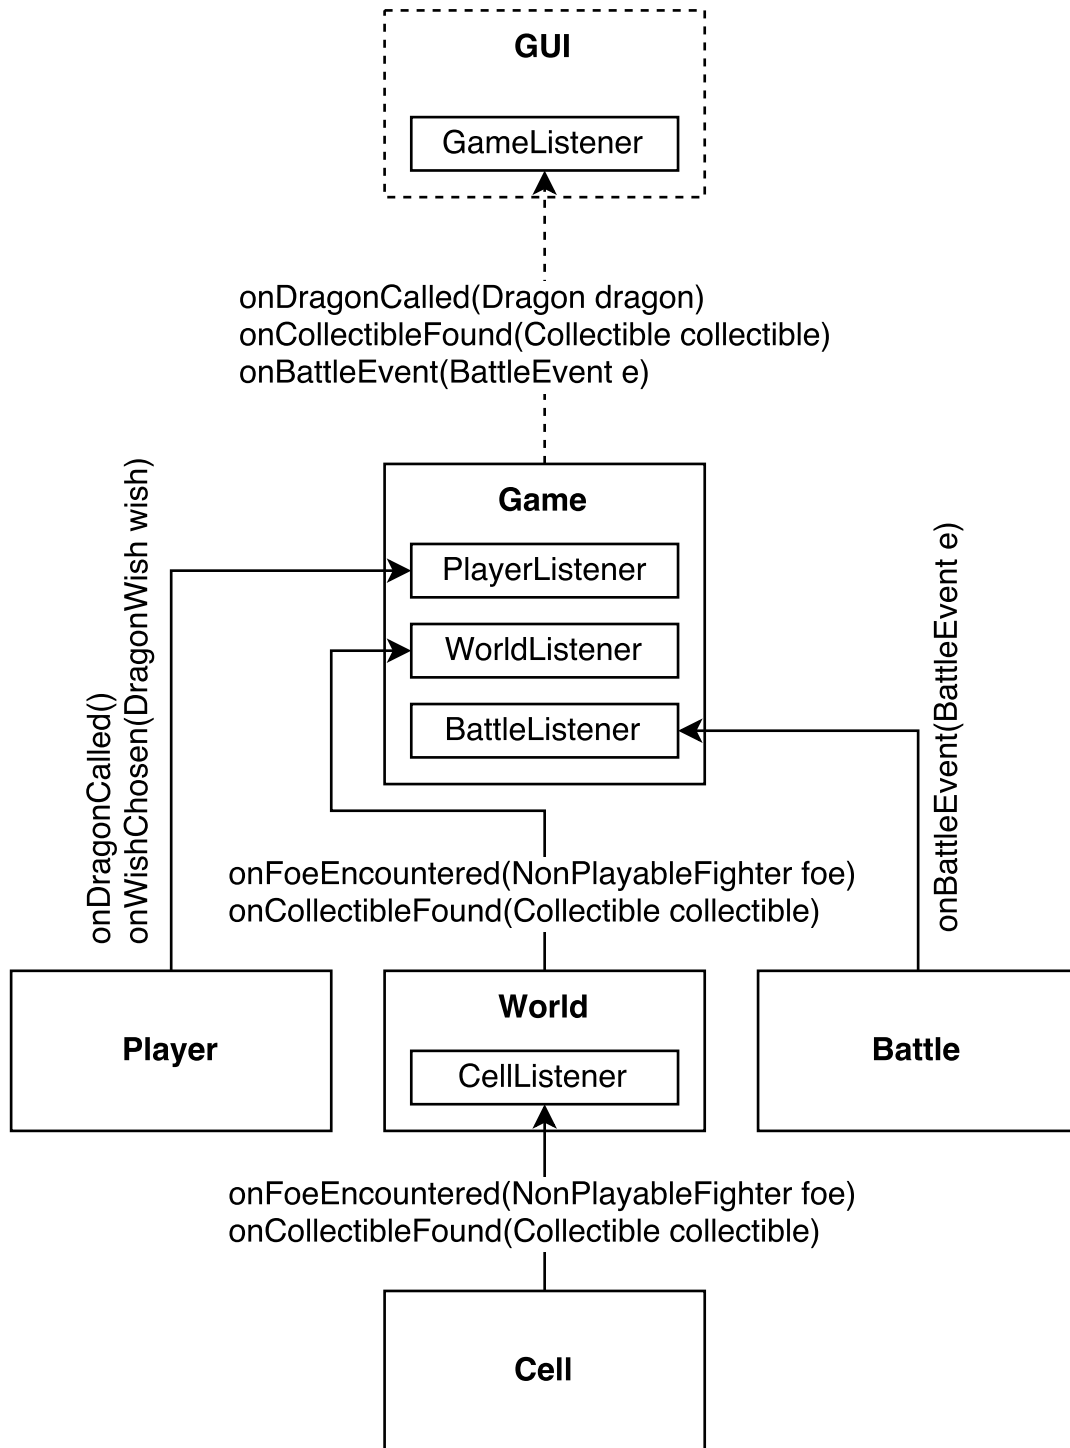 GUI
GameListener
onDragonCalled(Dragon dragon)
onCollectibleFound(Collectible collectible)
onBattleEvent(BattleEvent e)
Game
PlayerListener
WorldListener
BattleListener
onDragonCalled()
onWishChosen(DragonWish wish)
onBattleEvent(BattleEvent e)
onFoeEncountered(NonPlayableFighter foe)
onCollectibleFound(Collectible collectible)
Player
World
CellListener
Battle
onFoeEncountered(NonPlayableFighter foe)
onCollectibleFound(Collectible collectible)
Cell